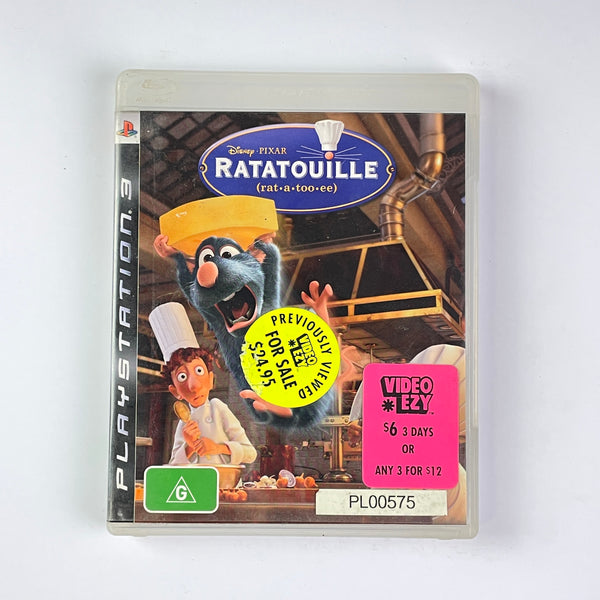 PLAYSTATION 3
Disney · PIXAR
RATATOUILLE
(rat•a•too•ee)
PREVIOUSLY VIEWED
VIDEO
EZY
FOR SALE
$24.95
VIDEO
EZY™
$6 3 DAYS
OR
ANY 3 FOR $12
G
PL00575